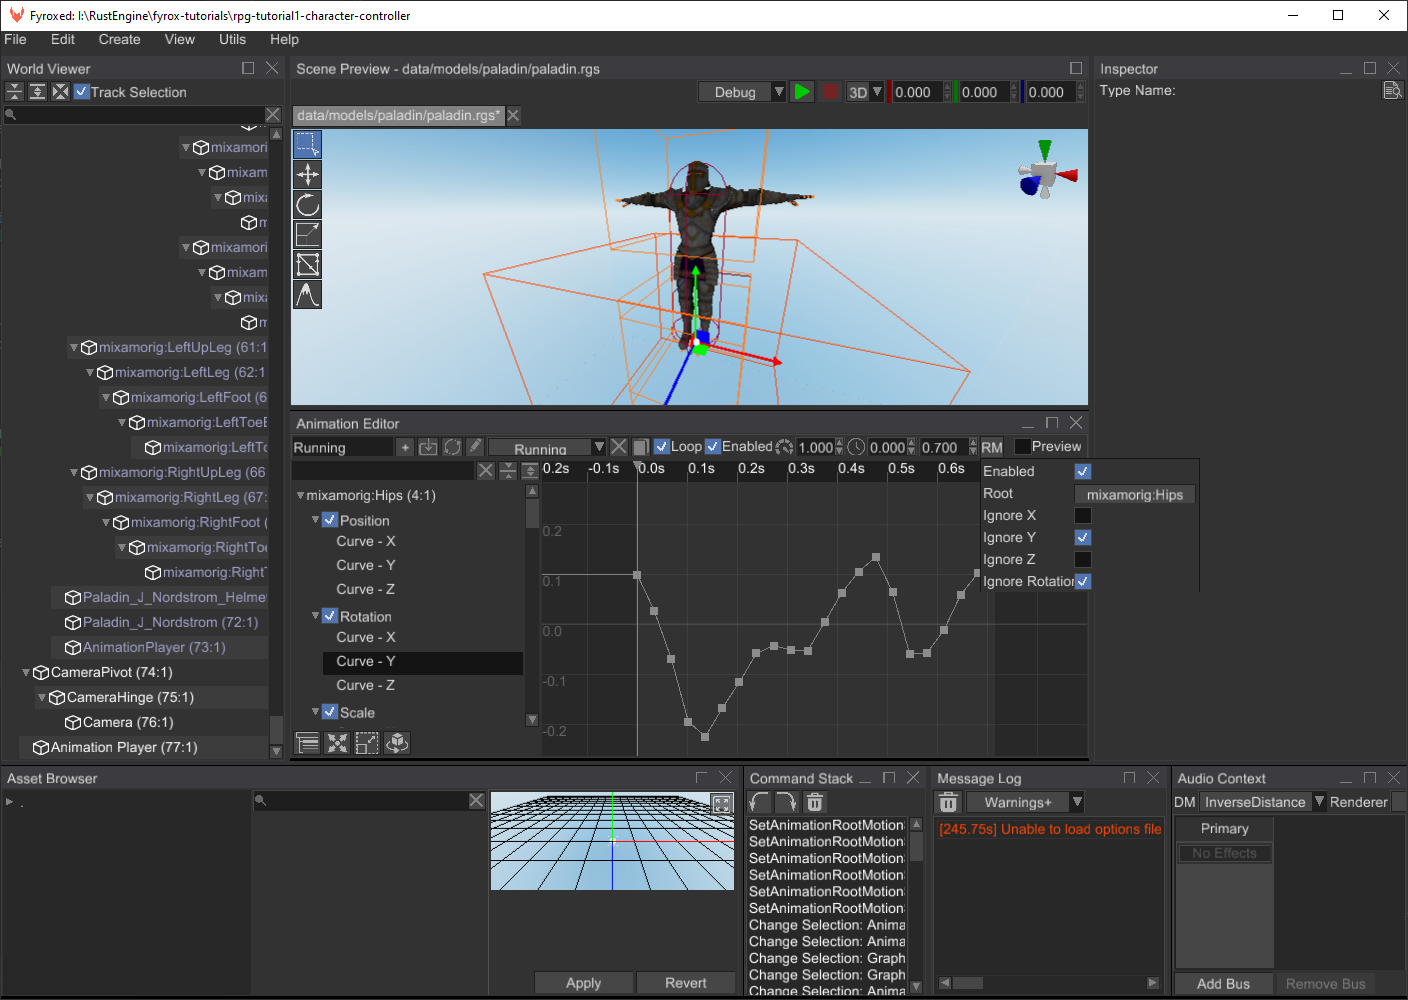 Fyroxed: I:\RustEngine\fyrox-tutorials\rpg-tutorial1-character-controller
File Edit Create View Utils Help
World Viewer
Track Selection
mixamori
mixam
mixa
mixamori
mixam
mixa
mixamorig:LeftUpLeg (61:1
mixamorig:LeftLeg (62:1
mixamorig:LeftFoot (6
mixamorig:LeftToeE
mixamorig:LeftTo
mixamorig:RightUpLeg (66
mixamorig:RightLeg (67:
mixamorig:RightFoot (
mixamorig:RightToe
mixamorig:Right
Paladin_J_Nordstrom_Helme
Paladin_J_Nordstrom (72:1)
AnimationPlayer (73:1)
CameraPivot (74:1)
CameraHinge (75:1)
Camera (76:1)
Animation Player (77:1)
Scene Preview - data/models/paladin/paladin.rgs
Debug 3D 0.000 0.000 0.000
data/models/paladin/paladin.rgs*
Inspector
Type Name:
Animation Editor
Running + Running Loop Enabled 1.000 0.000 0.700 RM Preview
0.2s -0.1s 0.0s 0.1s 0.2s 0.3s 0.4s 0.5s 0.6s
mixamorig:Hips (4:1)
Position
Curve - X
Curve - Y
Curve - Z
Rotation
Curve - X
Curve - Y
Curve - Z
Scale
0.2
0.1
0.0
-0.1
-0.2
Enabled
Root mixamorig:Hips
Ignore X
Ignore Y
Ignore Z
Ignore Rotation
Asset Browser
.
Apply Revert
Command Stack
SetAnimationRootMotion
SetAnimationRootMotion
SetAnimationRootMotion
SetAnimationRootMotion
SetAnimationRootMotion
SetAnimationRootMotion
Change Selection: Anima
Change Selection: Anima
Change Selection: Graph
Change Selection: Graph
Change Selection: Anima
Message Log
Warnings+
[245.75s] Unable to load options file
Audio Context
DM InverseDistance Renderer
Primary
No Effects
Add Bus Remove Bus